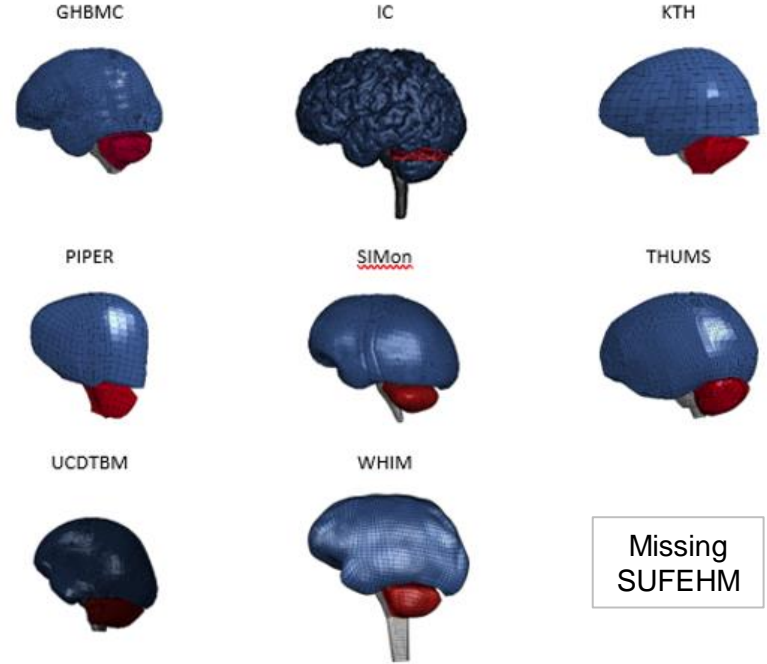 GHBMC
IC
KTH
PIPER
SIMon
THUMS
UCDTBM
WHIM
Missing
SUFEHM